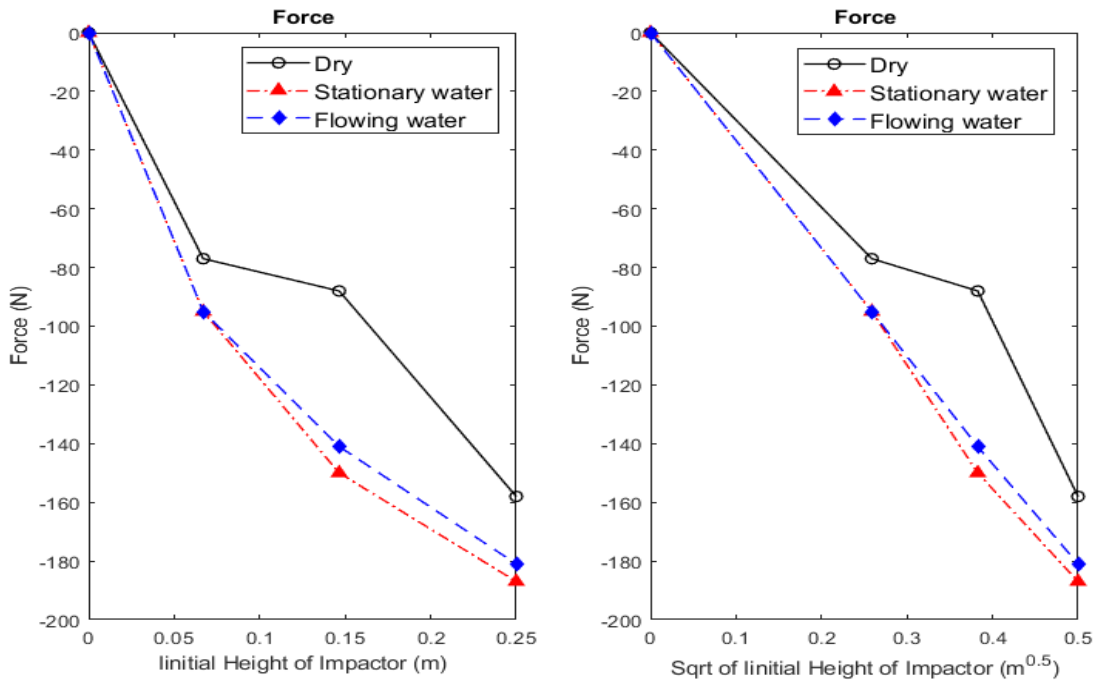 Force
Dry
Stationary water
Flowing water
Force (N)
0
-20
-40
-60
-80
-100
-120
-140
-160
-180
-200
0 0.05 0.1 0.15 0.2 0.25
Iinitial Height of Impactor (m)
Force
Dry
Stationary water
Flowing water
Force (N)
0
-20
-40
-60
-80
-100
-120
-140
-160
-180
-200
0 0.1 0.2 0.3 0.4 0.5
Sqrt of Iinitial Height of Impactor (m^0.5)